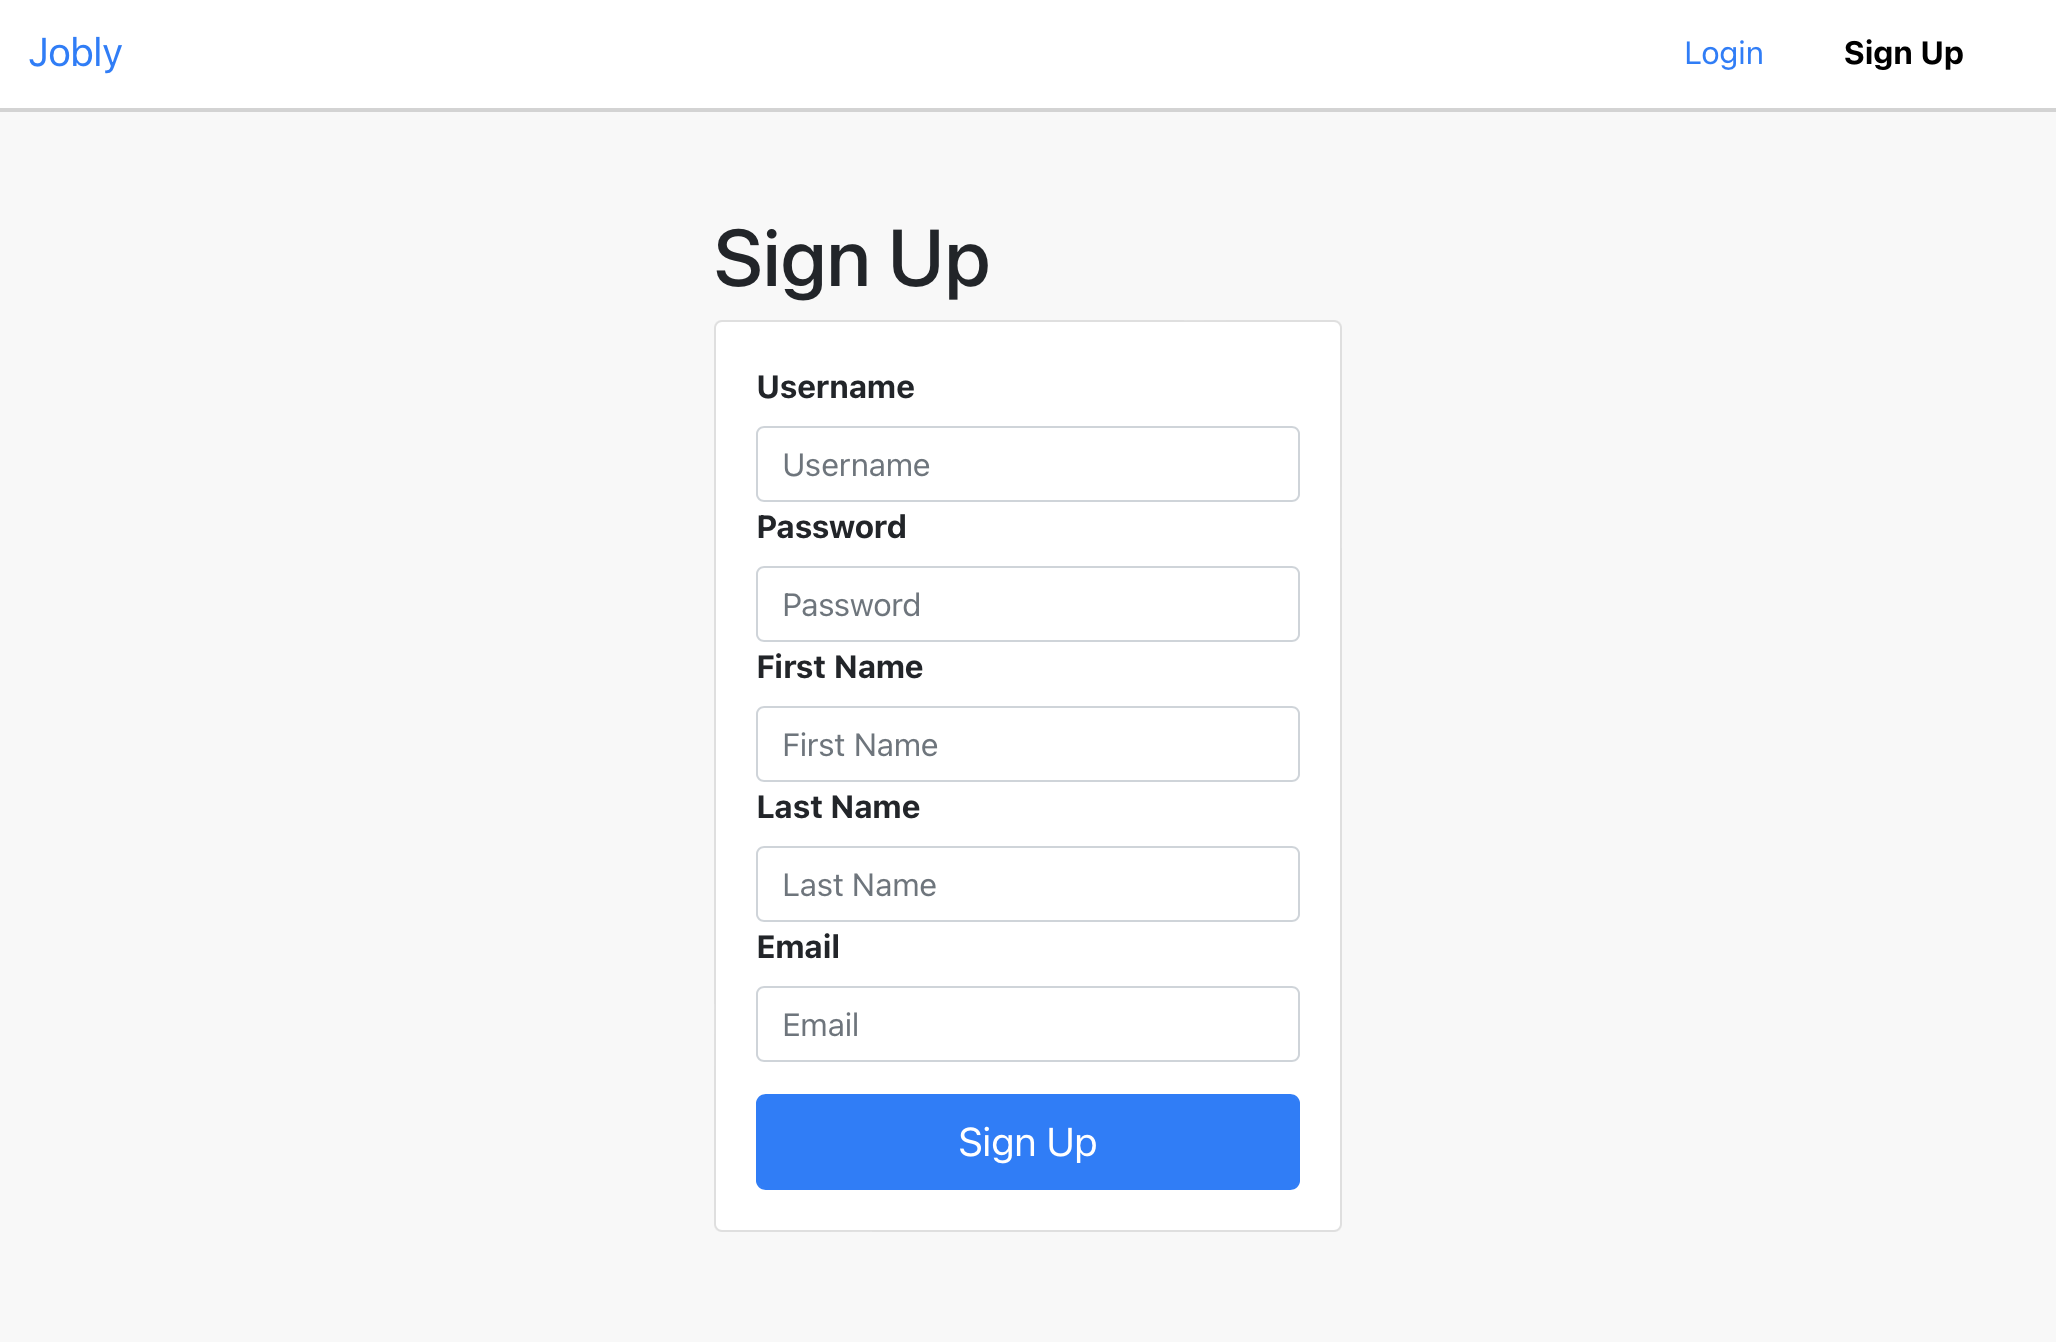 Jobly
Login Sign Up
Sign Up
Username
Username
Password
Password
First Name
First Name
Last Name
Last Name
Email
Email
Sign Up